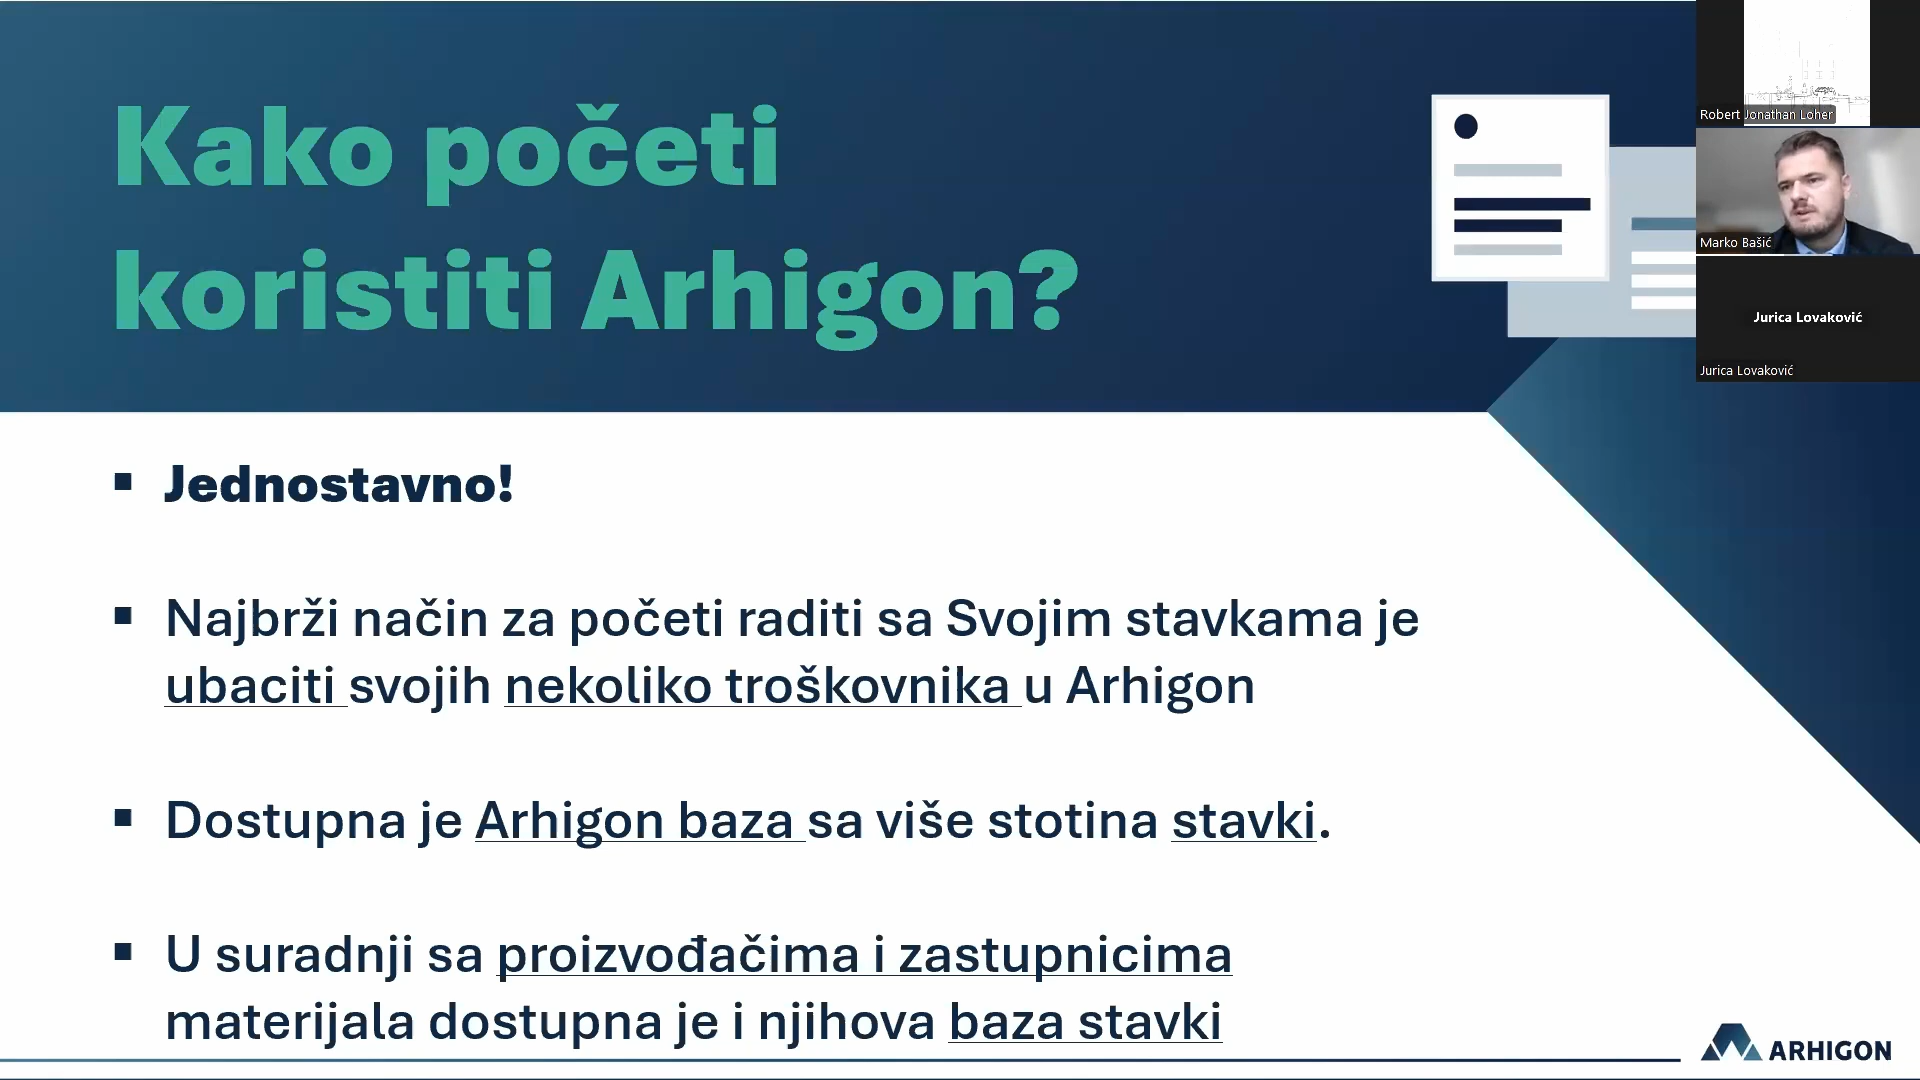 Kako početi
koristiti Arhigon?
Robert Jonathan Loher
Marko Bašić
Jurica Lovaković
Jurica Lovaković
▪ Jednostavno!
▪ Najbrži način za početi raditi sa Svojim stavkama je
ubaciti svojih nekoliko troškovnika u Arhigon
▪ Dostupna je Arhigon baza sa više stotina stavki.
▪ U suradnji sa proizvođačima i zastupnicima
materijala dostupna je i njihova baza stavki
ARHIGON